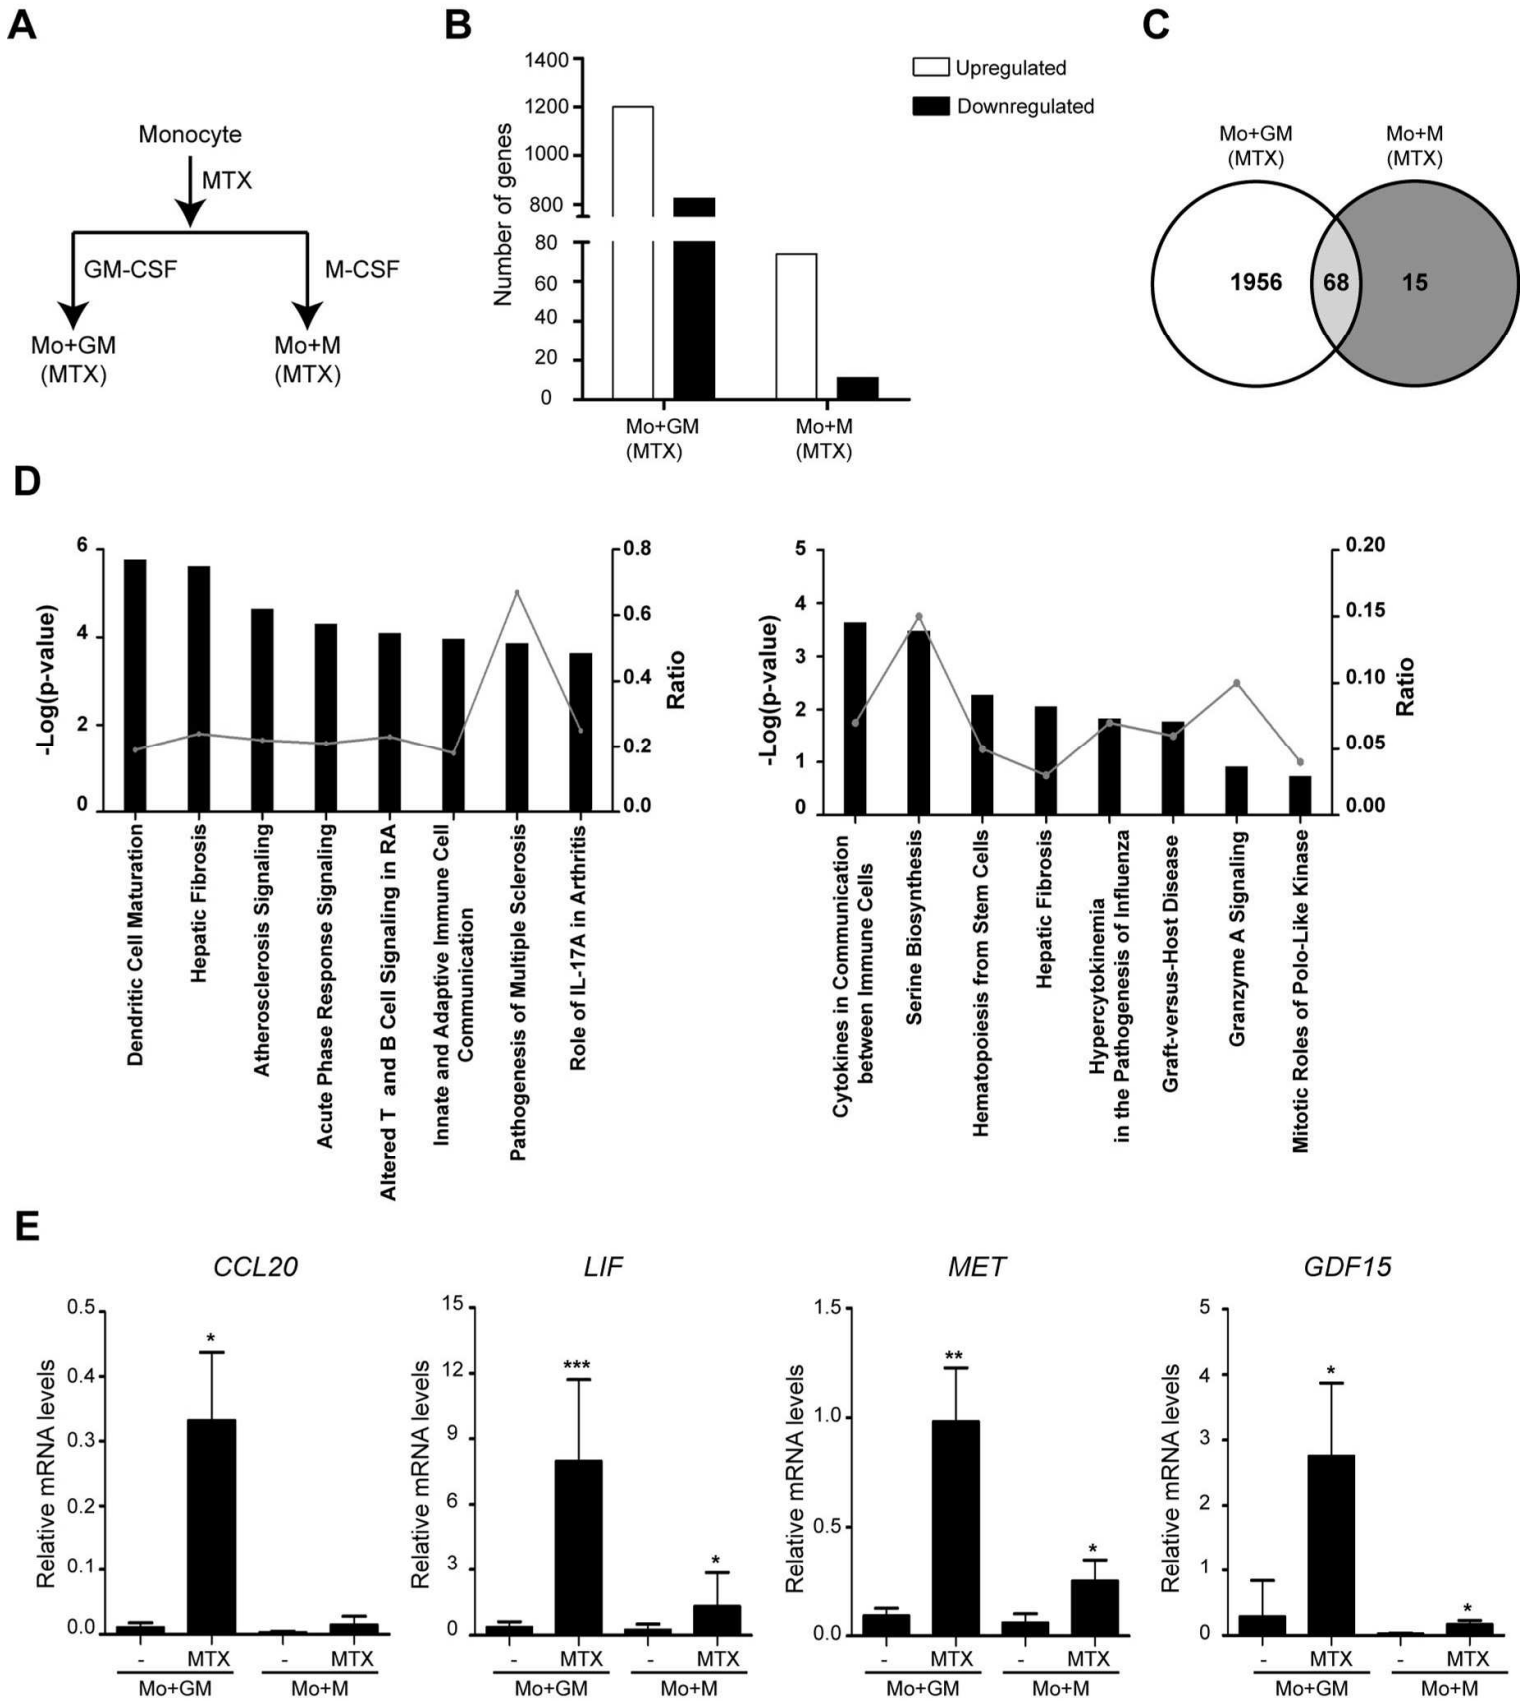 A
Monocyte
MTX
GM-CSF
M-CSF
Mo+GM
(MTX)
Mo+M
(MTX)
B
Number of genes
1400
1200
1000
800
80
60
40
20
0
Upregulated
Downregulated
Mo+GM
(MTX)
Mo+M
(MTX)
C
Mo+GM
(MTX)
Mo+M
(MTX)
1956
68
15
D
-Log(p-value)
6
4
2
0
0.8
0.6
0.4
0.2
0.0
Ratio
Dendritic Cell Maturation
Hepatic Fibrosis
Atherosclerosis Signaling
Acute Phase Response Signaling
Altered T and B Cell Signaling in RA
Innate and Adaptive Immune Cell
Communication
Pathogenesis of Multiple Sclerosis
Role of IL-17A in Arthritis
-Log(p-value)
5
4
3
2
1
0
0.20
0.15
0.10
0.05
0.00
Ratio
Cytokines in Communication
between Immune Cells
Serine Biosynthesis
Hematopoiesis from Stem Cells
Hepatic Fibrosis
Hypercytokinemia
in the Pathogenesis of Influenza
Graft-versus-Host Disease
Granzyme A Signaling
Mitotic Roles of Polo-Like Kinase
E
CCL20
Relative mRNA levels
0.5
0.4
0.3
0.2
0.1
0.0
*
- MTX - MTX
Mo+GM Mo+M
LIF
Relative mRNA levels
15
12
9
6
3
0
***
*
- MTX - MTX
Mo+GM Mo+M
MET
Relative mRNA levels
1.5
1.0
0.5
0.0
**
*
- MTX - MTX
Mo+GM Mo+M
GDF15
Relative mRNA levels
5
4
3
2
1
0
*
*
- MTX - MTX
Mo+GM Mo+M